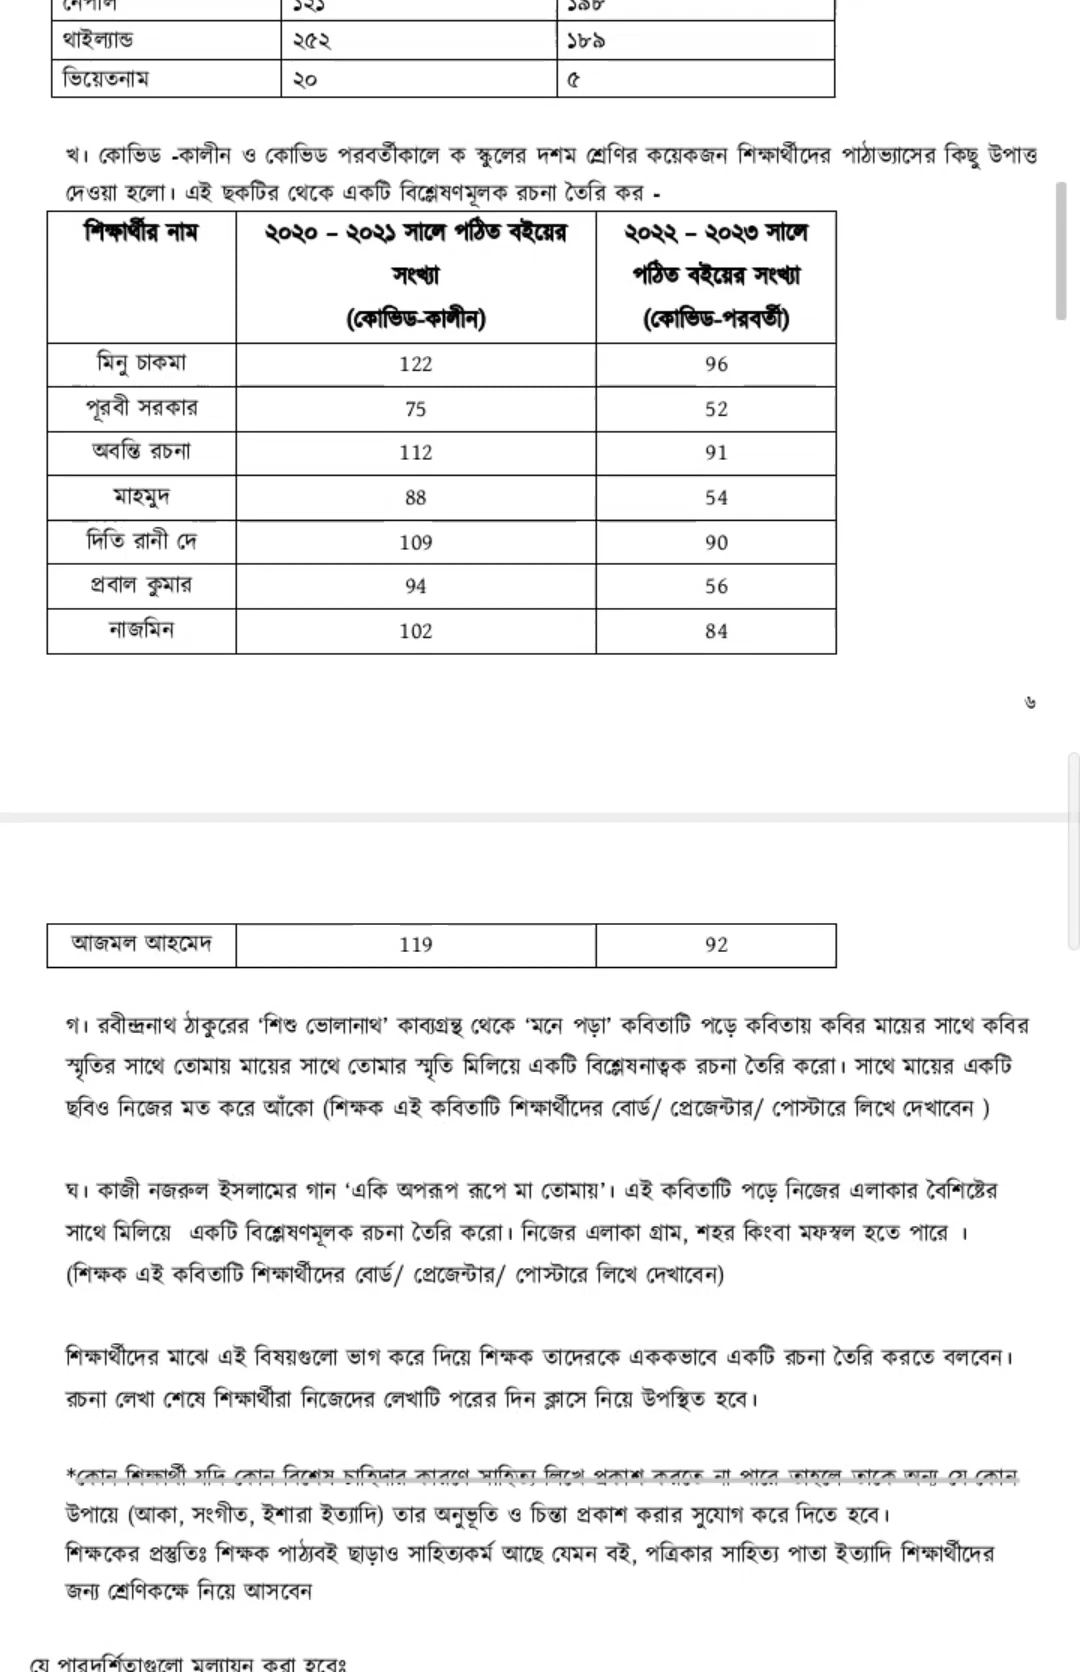 নেপাল ১২১ ১৯৮
থাইল্যান্ড ২৫২ ১৮৯
ভিয়েতনাম ২০ ৫
খ। কোভিড -কালীন ও কোভিড পরবর্তীকালে ক স্কুলের দশম শ্রেণির কয়েকজন শিক্ষার্থীদের পাঠাভ্যাসের কিছু উপাত্ত
দেওয়া হলো। এই ছকটির থেকে একটি বিশ্লেষণমূলক রচনা তৈরি কর -
শিক্ষার্থীর নাম ২০২০ – ২০২১ সালে পঠিত বইয়ের ২০২২ – ২০২৩ সালে
সংখ্যা পঠিত বইয়ের সংখ্যা
(কোভিড-কালীন) (কোভিড-পরবর্তী)
মিনু চাকমা 122 96
পূরবী সরকার 75 52
অবন্তি রচনা 112 91
মাহমুদ 88 54
দিতি রানী দে 109 90
প্রবাল কুমার 94 56
নাজমিন 102 84
৬
আজমল আহমেদ 119 92
গ। রবীন্দ্রনাথ ঠাকুরের ‘শিশু ভোলানাথ’ কাব্যগ্রন্থ থেকে ‘মনে পড়া’ কবিতাটি পড়ে কবিতায় কবির মায়ের সাথে কবির
স্মৃতির সাথে তোমায় মায়ের সাথে তোমার স্মৃতি মিলিয়ে একটি বিশ্লেষনাত্বক রচনা তৈরি করো। সাথে মায়ের একটি
ছবিও নিজের মত করে আঁকো (শিক্ষক এই কবিতাটি শিক্ষার্থীদের বোর্ড/ প্রেজেন্টার/ পোস্টারে লিখে দেখাবেন )
ঘ। কাজী নজরুল ইসলামের গান ‘একি অপরূপ রূপে মা তোমায়’। এই কবিতাটি পড়ে নিজের এলাকার বৈশিষ্টের
সাথে মিলিয়ে একটি বিশ্লেষণমূলক রচনা তৈরি করো। নিজের এলাকা গ্রাম, শহর কিংবা মফস্বল হতে পারে ।
(শিক্ষক এই কবিতাটি শিক্ষার্থীদের বোর্ড/ প্রেজেন্টার/ পোস্টারে লিখে দেখাবেন)
শিক্ষার্থীদের মাঝে এই বিষয়গুলো ভাগ করে দিয়ে শিক্ষক তাদেরকে এককভাবে একটি রচনা তৈরি করতে বলবেন।
রচনা লেখা শেষে শিক্ষার্থীরা নিজেদের লেখাটি পরের দিন ক্লাসে নিয়ে উপস্থিত হবে।
*কোন শিক্ষার্থী যদি কোন বিশেষ চাহিদার কারণে সাহিত্য লিখে প্রকাশ করতে না পারে তাহলে তাকে অন্য যে কোন
উপায়ে (আকা, সংগীত, ইশারা ইত্যাদি) তার অনুভূতি ও চিন্তা প্রকাশ করার সুযোগ করে দিতে হবে।
শিক্ষকের প্রস্তুতিঃ শিক্ষক পাঠ্যবই ছাড়াও সাহিত্যকর্ম আছে যেমন বই, পত্রিকার সাহিত্য পাতা ইত্যাদি শিক্ষার্থীদের
জন্য শ্রেণিকক্ষে নিয়ে আসবেন
যে পারদর্শিতাগুলো মূল্যায়ন করা হবেঃ